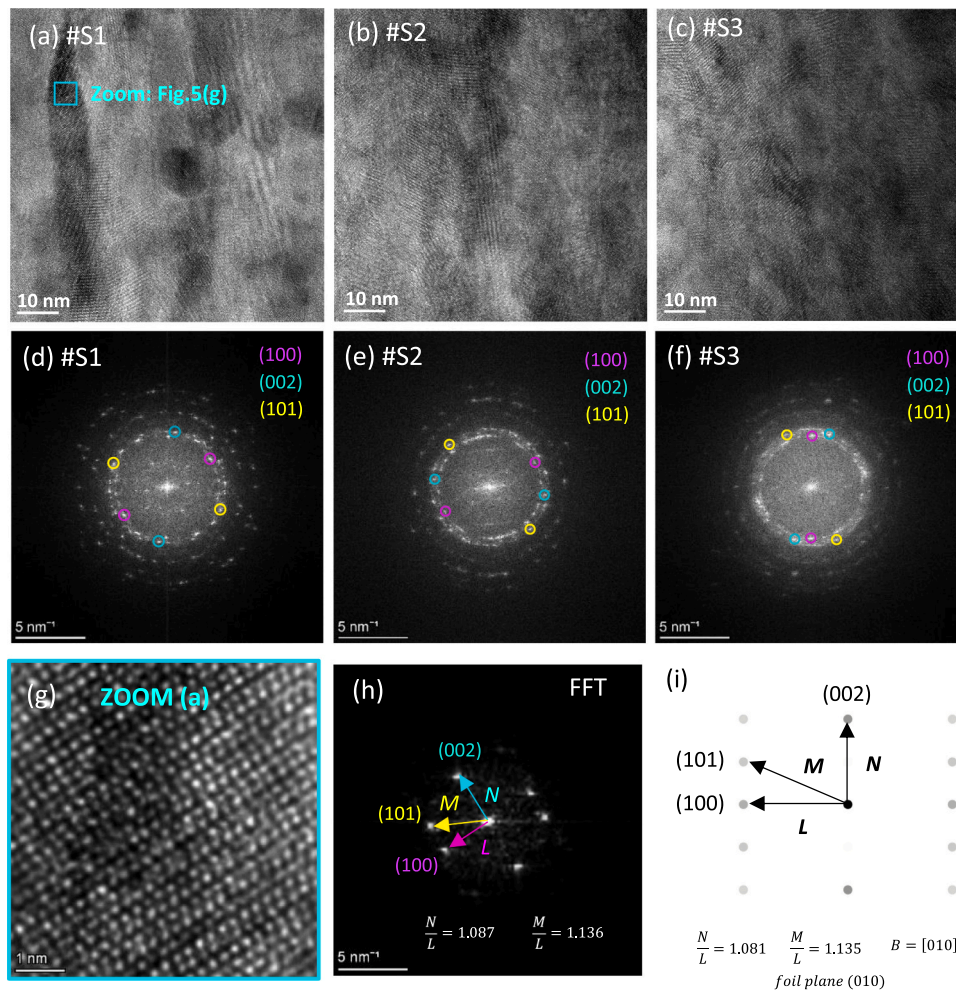 (a) #S1
Zoom: Fig.5(g)
10 nm
(b) #S2
10 nm
(c) #S3
10 nm
(d) #S1
(100)
(002)
(101)
5 nm⁻¹
(e) #S2
(100)
(002)
(101)
5 nm⁻¹
(f) #S3
(100)
(002)
(101)
5 nm⁻¹
(g)
ZOOM (a)
1 nm
(h)
FFT
(002)
N
M
(101)
L
(100)
N/L = 1.087 M/L = 1.136
5 nm⁻¹
(i)
(002)
(101)
M
N
(100)
L
N/L = 1.081 M/L = 1.135 B = [010]
foil plane (010)